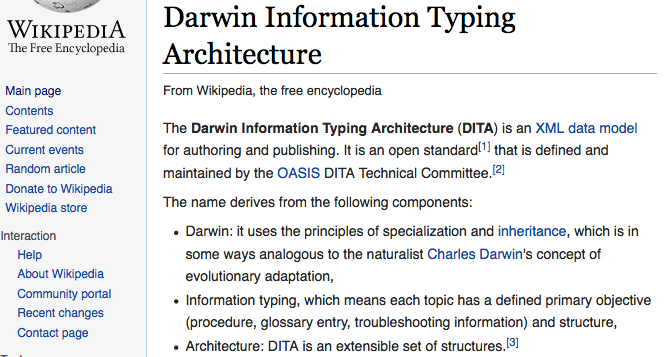 WIKIPEDIA
The Free Encyclopedia
Main page
Contents
Featured content
Current events
Random article
Donate to Wikipedia
Wikipedia store
Interaction
Help
About Wikipedia
Community portal
Recent changes
Contact page
Darwin Information Typing
Architecture
From Wikipedia, the free encyclopedia
The Darwin Information Typing Architecture (DITA) is an XML data model
for authoring and publishing. It is an open standard[1] that is defined and
maintained by the OASIS DITA Technical Committee.[2]
The name derives from the following components:
• Darwin: it uses the principles of specialization and inheritance, which is in
some ways analogous to the naturalist Charles Darwin's concept of
evolutionary adaptation,
• Information typing, which means each topic has a defined primary objective
(procedure, glossary entry, troubleshooting information) and structure,
• Architecture: DITA is an extensible set of structures.[3]